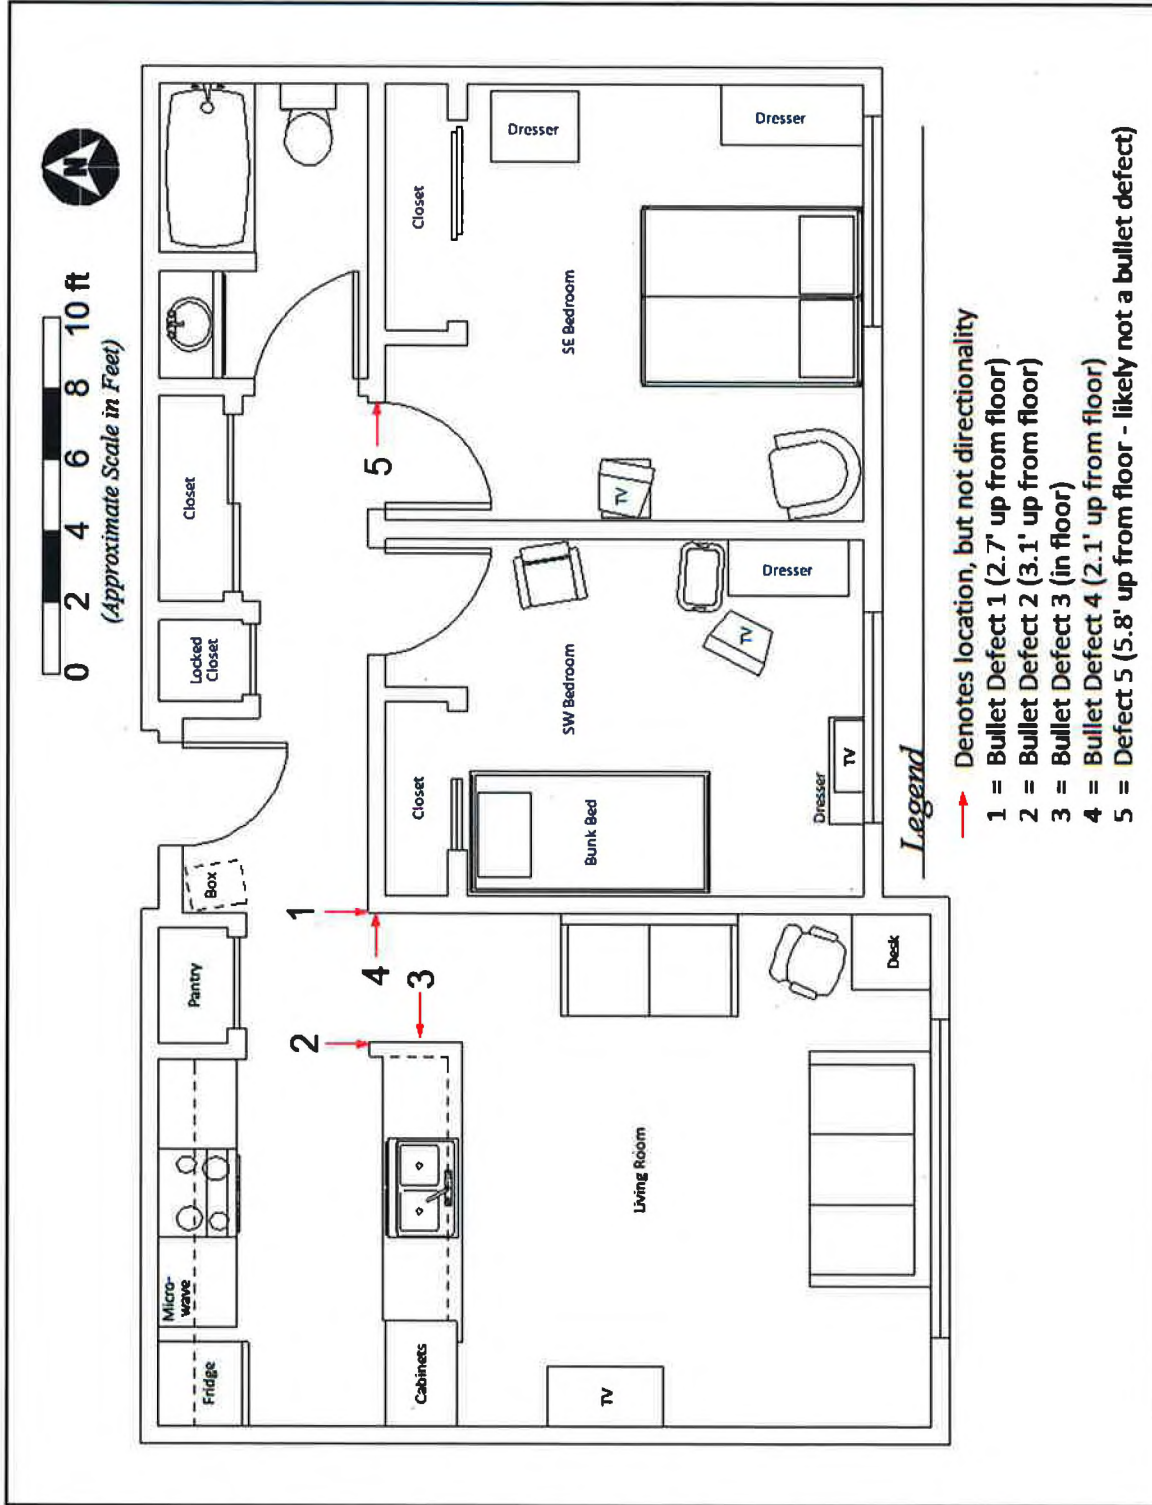 N
0 2 4 6 8 10 ft
(Approximate Scale in Feet)
Fridge
Micro-
wave
Pantry
Box
Locked
Closet
Closet
Cabinets
2
1
3
4
5
Closet
Closet
Dresser
TV
Living Room
Bunk Bed
SW Bedroom
SE Bedroom
TV
TV
Dresser
Dresser
Desk
Dresser
TV
Legend
Denotes location, but not directionality
1 = Bullet Defect 1 (2.7' up from floor)
2 = Bullet Defect 2 (3.1' up from floor)
3 = Bullet Defect 3 (in floor)
4 = Bullet Defect 4 (2.1' up from floor)
5 = Defect 5 (5.8' up from floor - likely not a bullet defect)